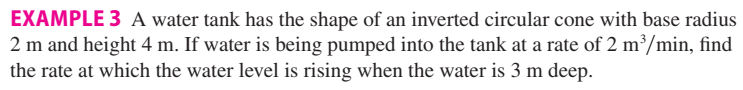 EXAMPLE 3 A water tank has the shape of an inverted circular cone with base radius
2 m and height 4 m. If water is being pumped into the tank at a rate of 2 m³/min, find
the rate at which the water level is rising when the water is 3 m deep.